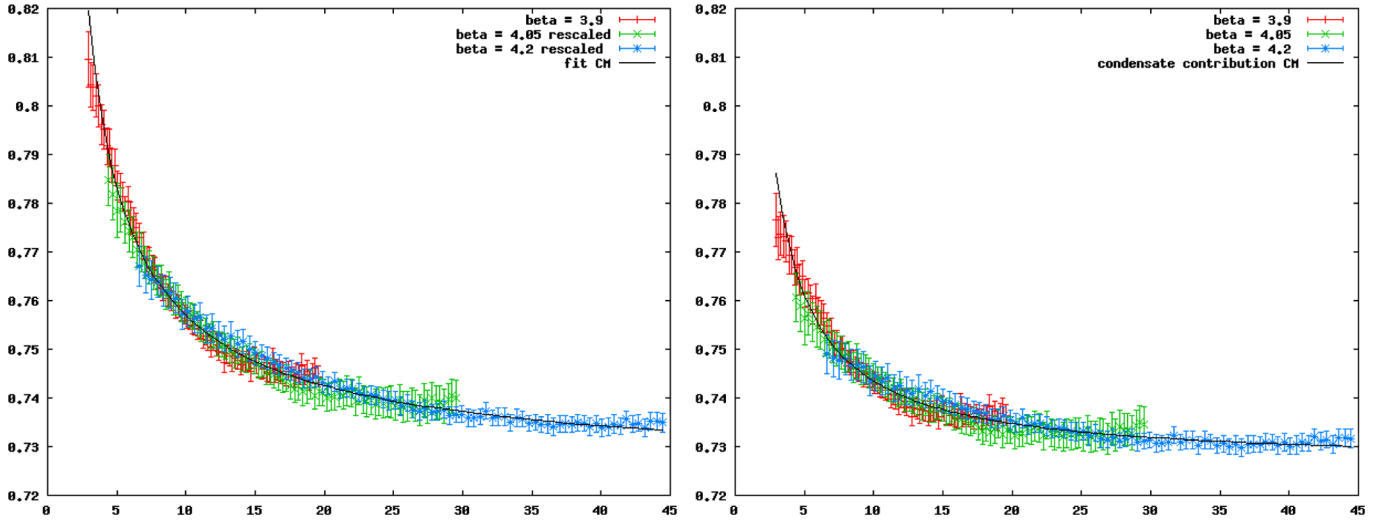 0.82
0.81
0.8
0.79
0.78
0.77
0.76
0.75
0.74
0.73
0.72
0 5 10 15 20 25 30 35 40 45
beta = 3.9
beta = 4.05 rescaled
beta = 4.2 rescaled
fit CM
0.82
0.81
0.8
0.79
0.78
0.77
0.76
0.75
0.74
0.73
0.72
0 5 10 15 20 25 30 35 40 45
beta = 3.9
beta = 4.05
beta = 4.2
condensate contribution CM